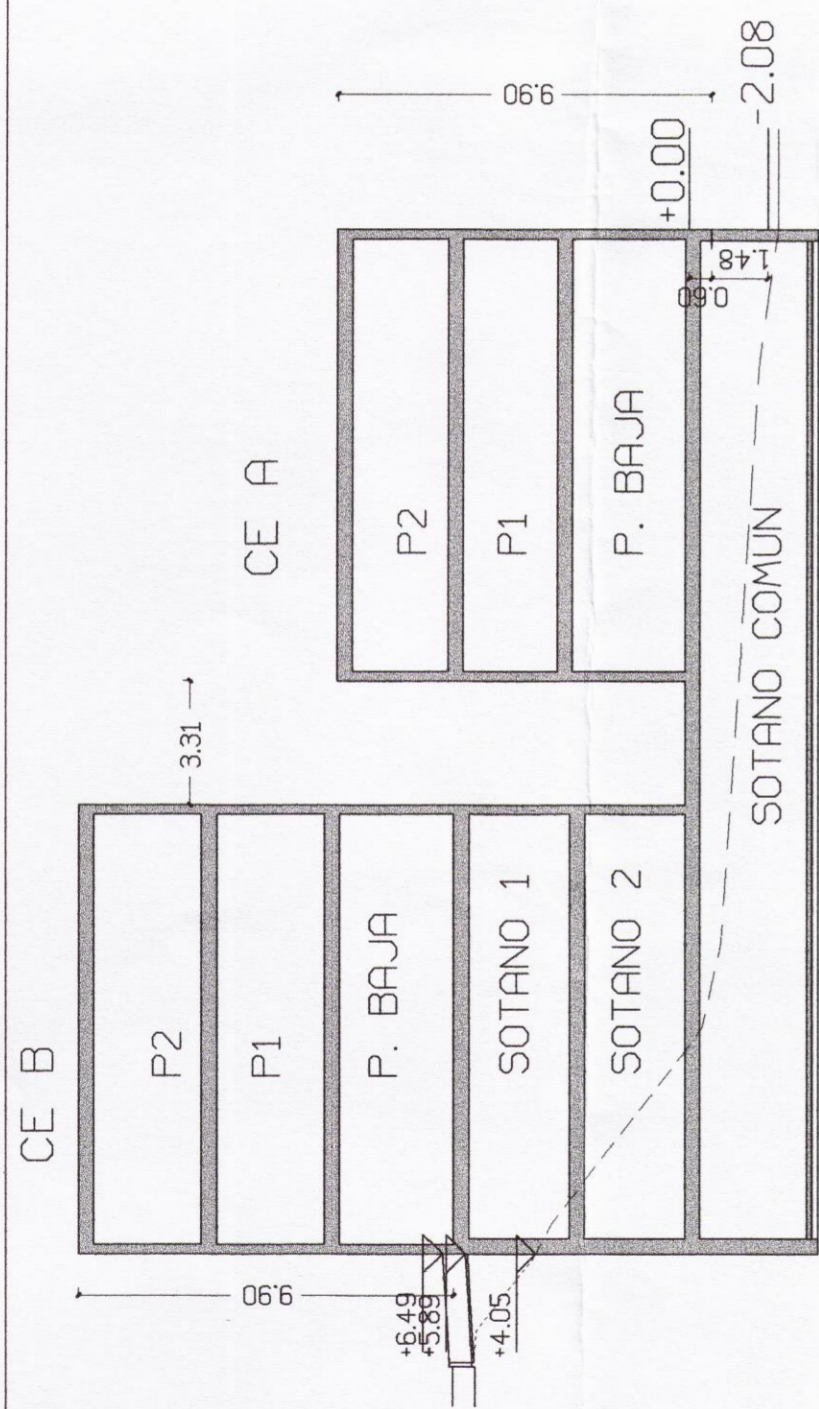 CE B
P2
P1
P. BAJA
SOTANO 1
SOTANO 2
9.90
+6.49
+5.89
+4.05
3.31
CE A
P2
P1
P. BAJA
SOTANO COMUN
9.90
+0.00
0.60
1.48
-2.08